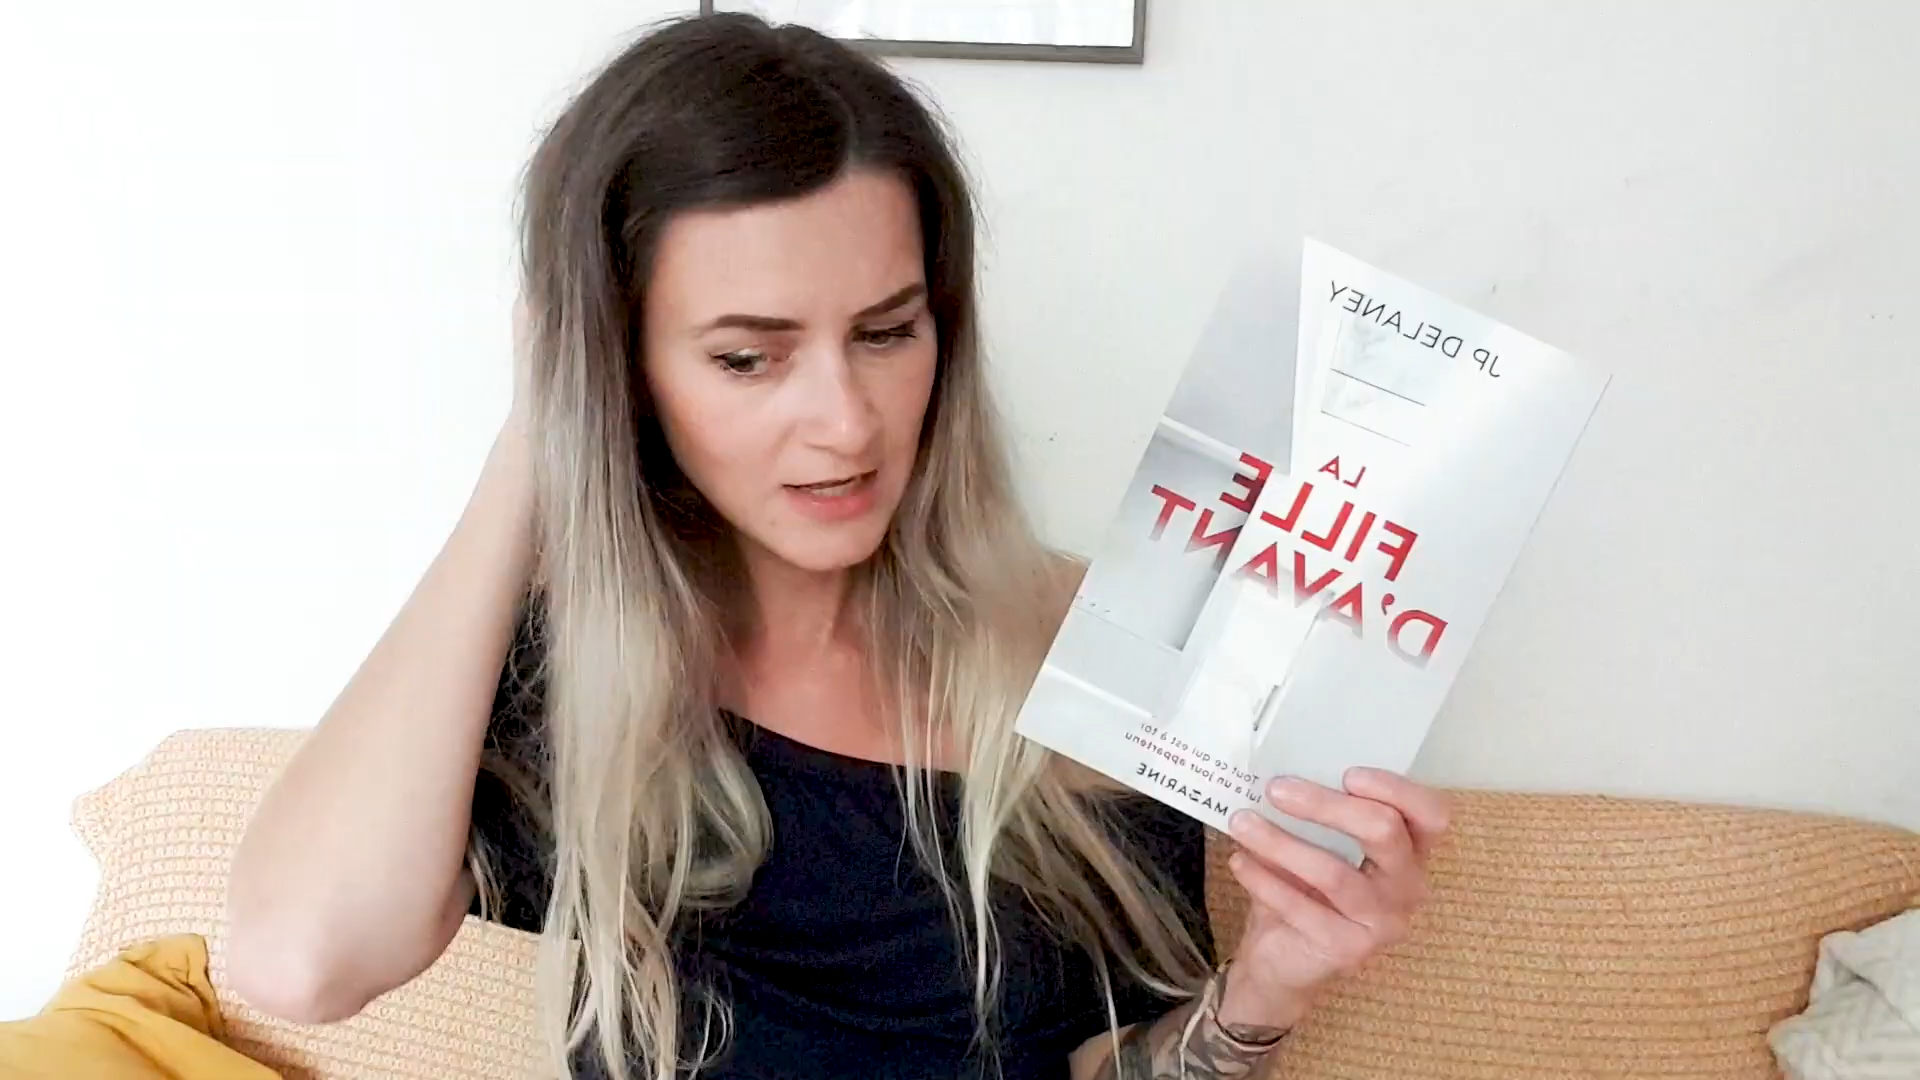 JP DELANEY
LA
FILLE
D'AVANT
Tout ce qui est à toi
lui a un jour appartenu
MAZARINE